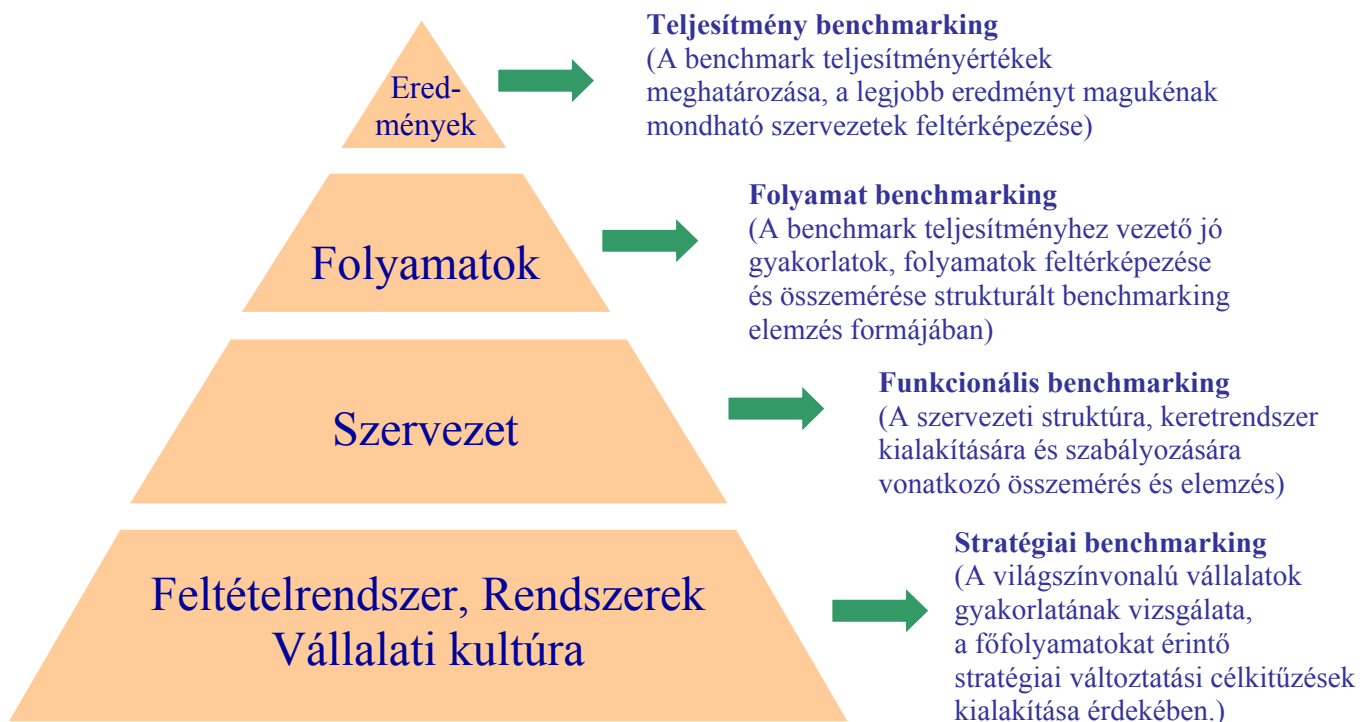 Ered-
mények
Teljesítmény benchmarking
(A benchmark teljesítményértékek
meghatározása, a legjobb eredményt magukénak
mondható szervezetek feltérképezése)
Folyamatok
Folyamat benchmarking
(A benchmark teljesítményhez vezető jó
gyakorlatok, folyamatok feltérképezése
és összemérése strukturált benchmarking
elemzés formájában)
Szervezet
Funkcionális benchmarking
(A szervezeti struktúra, keretrendszer
kialakítására és szabályozására
vonatkozó összemérés és elemzés)
Feltételrendszer, Rendszerek
Vállalati kultúra
Stratégiai benchmarking
(A világszínvonalú vállalatok
gyakorlatának vizsgálata,
a főfolyamatokat érintő
stratégiai változtatási célkitűzések
kialakítása érdekében.)